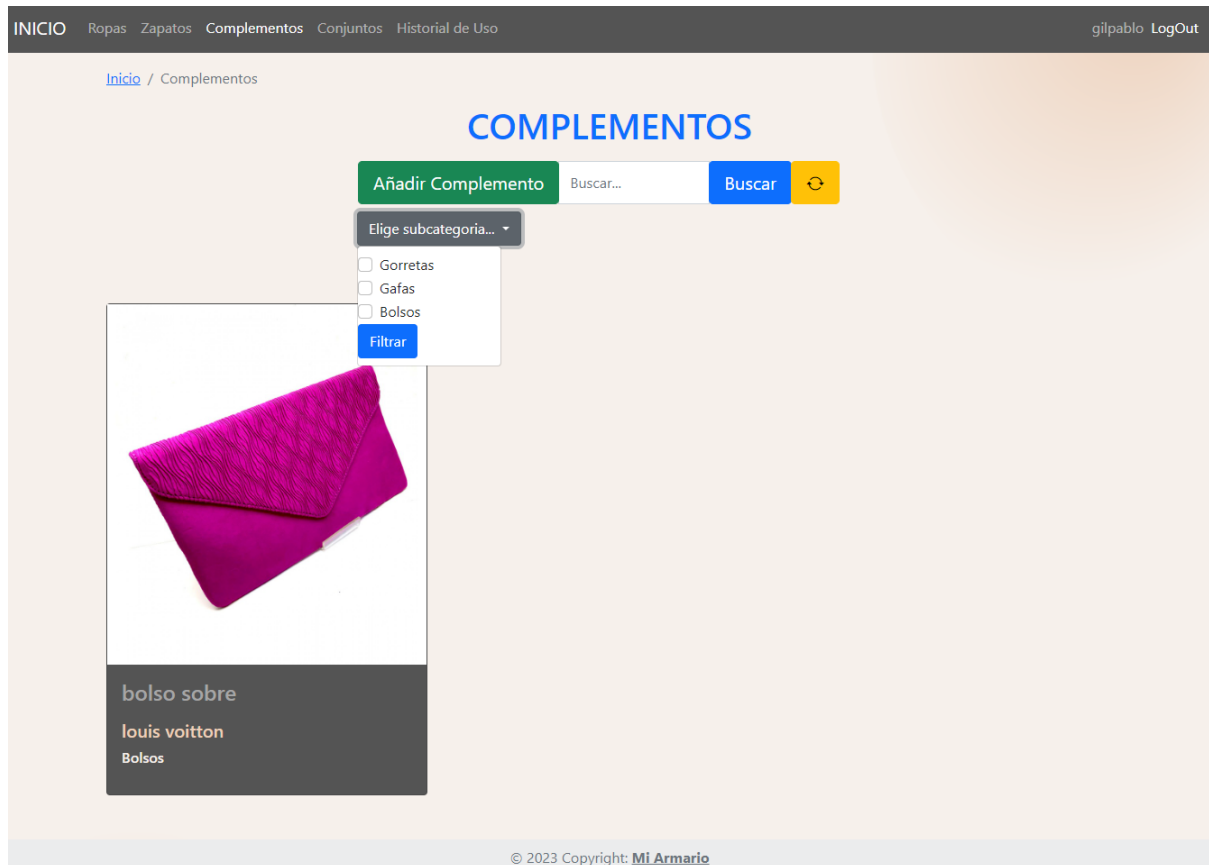 INICIO Ropas Zapatos Complementos Conjuntos Historial de Uso gilpablo LogOut
Inicio / Complementos
COMPLEMENTOS
Añadir Complemento Buscar... Buscar
Elige subcategoria...
Gorretas
Gafas
Bolsos
Filtrar
bolso sobre
louis voitton
Bolsos
© 2023 Copyright: Mi Armario